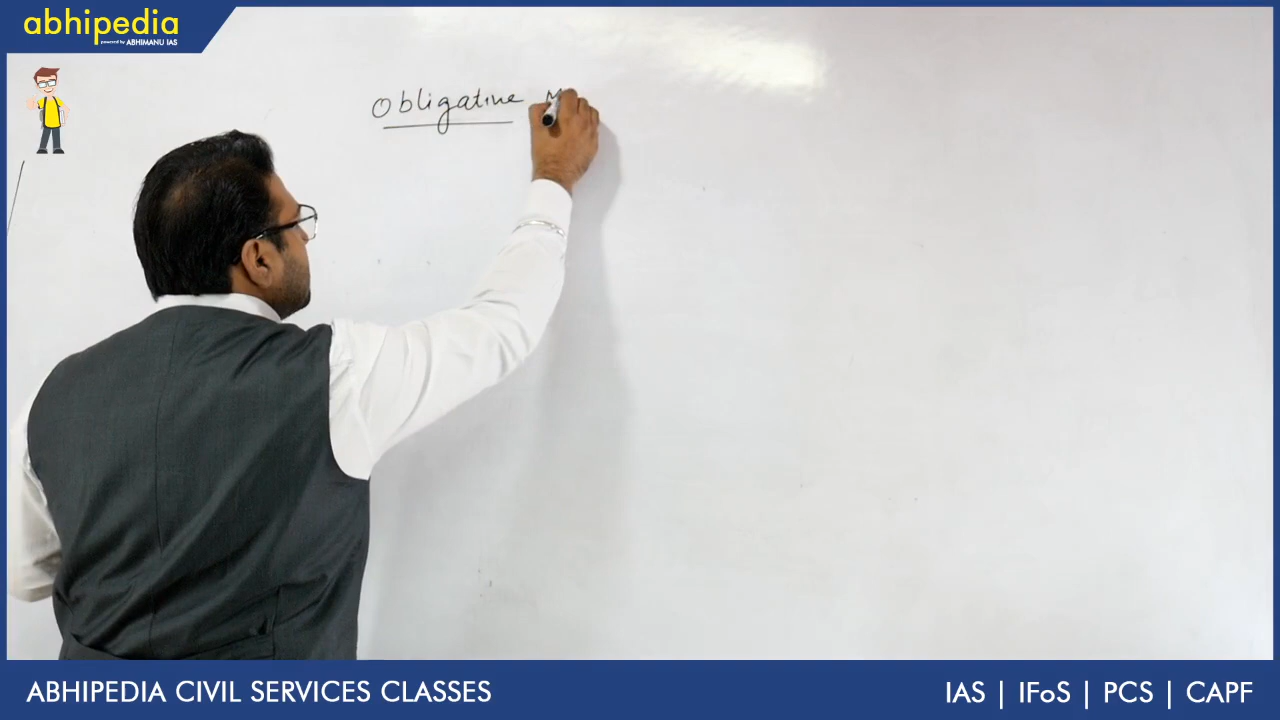 abhipedia
powered by ABHIMANU IAS
Obligative
ABHIPEDIA CIVIL SERVICES CLASSES
IAS | IFoS | PCS | CAPF